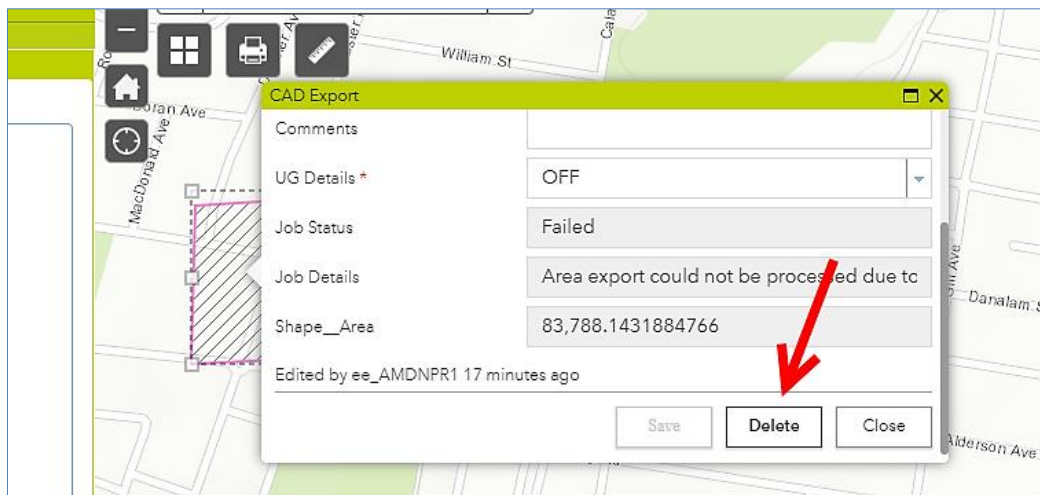 William St
Doran Ave
MacDonald Ave
CAD Export
Comments
UG Details *
OFF
Job Status
Failed
Job Details
Area export could not be processed due to
Shape__Area
83,788.1431884766
Edited by ee_AMDNPR1 17 minutes ago
Save
Delete
Close
Danalam
Alderson Ave